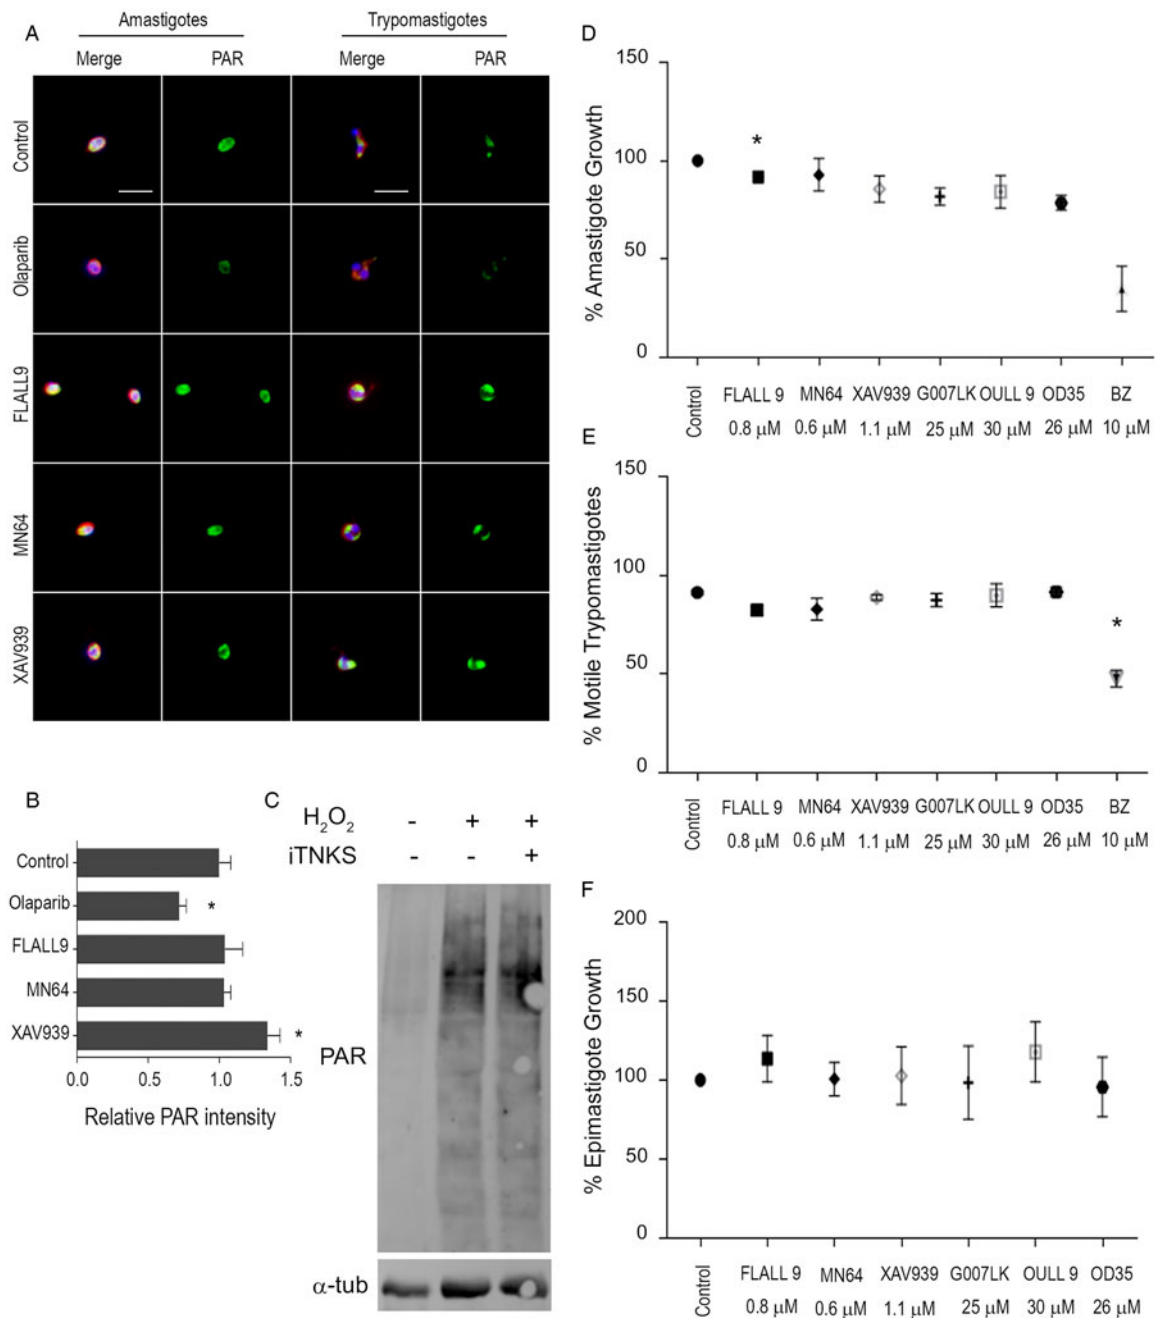 A
Amastigotes
Trypomastigotes
Merge
PAR
Merge
PAR
Control
Olaparib
FLALL9
MN64
XAV939
B
Control
Olaparib
*
FLALL9
MN64
XAV939
*
0.0
0.5
1.0
1.5
Relative PAR intensity
C
H₂O₂ - + +
iTNKS - - +
PAR
α-tub
D
150
100
50
0
% Amastigote Growth
*
Control
FLALL 9 MN64 XAV939 G007LK OULL 9 OD35 BZ
0.8 µM 0.6 µM 1.1 µM 25 µM 30 µM 26 µM 10 µM
E
150
100
50
0
% Motile Trypomastigotes
*
Control
FLALL 9 MN64 XAV939 G007LK OULL 9 OD35 BZ
0.8 µM 0.6 µM 1.1 µM 25 µM 30 µM 26 µM 10 µM
F
200
150
100
50
0
% Epimastigote Growth
Control
FLALL 9 MN64 XAV939 G007LK OULL 9 OD35
0.8 µM 0.6 µM 1.1 µM 25 µM 30 µM 26 µM